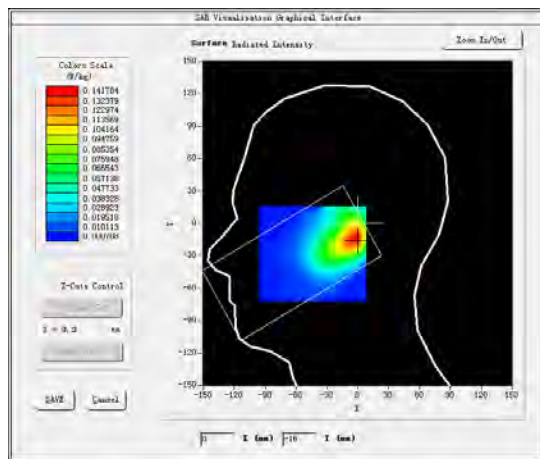 SAR Visualisation Graphical Interface
Surface Radiated Intensity
Zoom In/Out
Colors Scale
(W/kg)
0.141784
0.132379
0.122974
0.113569
0.104164
0.094759
0.085354
0.075948
0.066543
0.057138
0.047733
0.038328
0.028923
0.019518
0.010113
0.000708
150
120
90
60
30
0
-30
-60
-90
-120
-150
Y
-150 -120 -90 -60 -30 0 30 60 90 120 150
X
Z-Cuts Control
SAVE
Cancel
0 X (mm) -16 Y (mm)